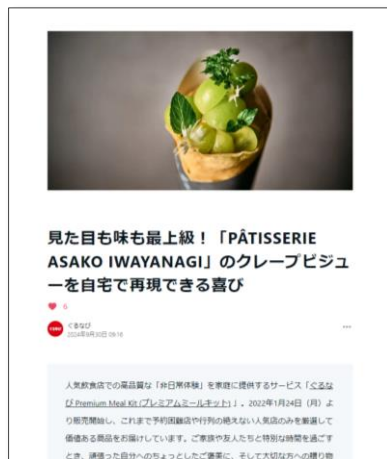 見た目も味も最上級！「PÂTISSERIE
ASAKO IWAYANAGI」のクレープビジュ
ーを自宅で再現できる喜び
6
ぐるなび
2024年9月30日 09:16
人気飲食店での高品質な「非日常体験」を家庭に提供するサービス「ぐるな
び Premium Meal Kit (プレミアムミールキット) 」。2022年1月24日（月）よ
り販売開始し、これまで予約困難店や行列の絶えない人気店のみを厳選して
価値ある商品をお届けしています。ご家族や友人たちと特別な時間を過ごす
とき、頑張った自分へのちょっとしたご褒美に、そして大切な方への贈り物